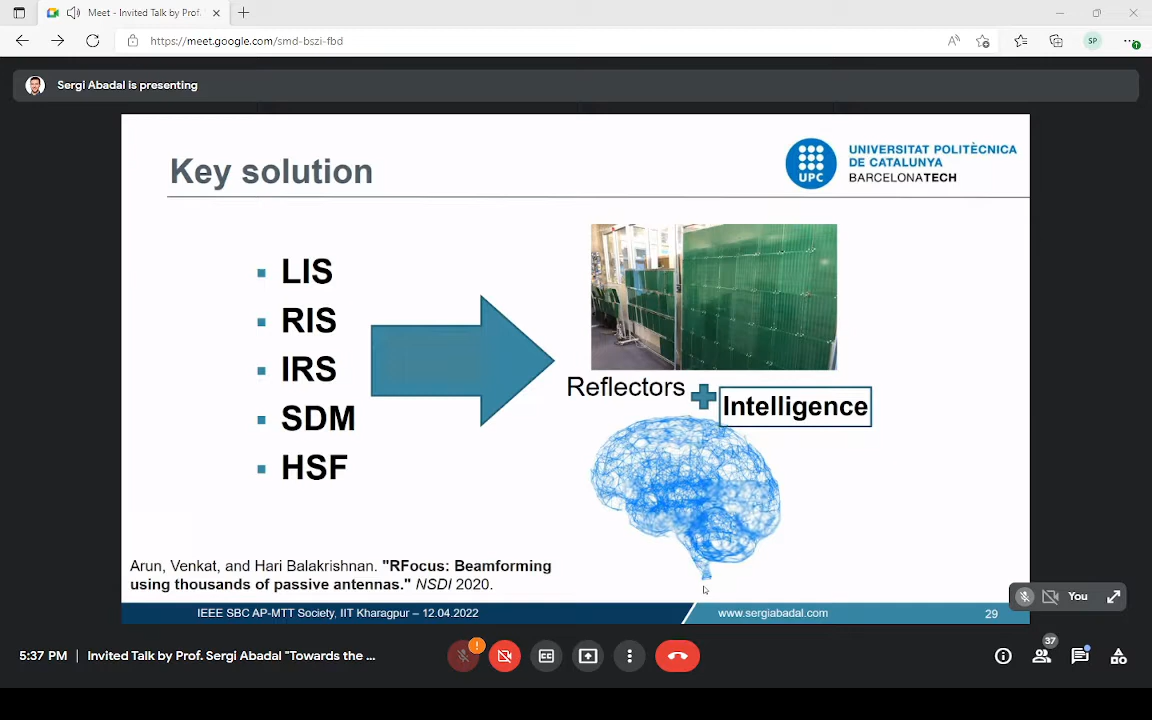 Meet - Invited Talk by Prof.
https://meet.google.com/smd-bszi-fbd
SP
Sergi Abadal is presenting
Key solution
UPC
UNIVERSITAT POLITÈCNICA
DE CATALUNYA
BARCELONATECH
LIS
RIS
IRS
SDM
HSF
Reflectors
Intelligence
Arun, Venkat, and Hari Balakrishnan. "RFocus: Beamforming
using thousands of passive antennas." NSDI 2020.
IEEE SBC AP-MTT Society, IIT Kharagpur – 12.04.2022
www.sergiabadal.com
29
You
5:37 PM | Invited Talk by Prof. Sergi Abadal "Towards the ...
CC
37